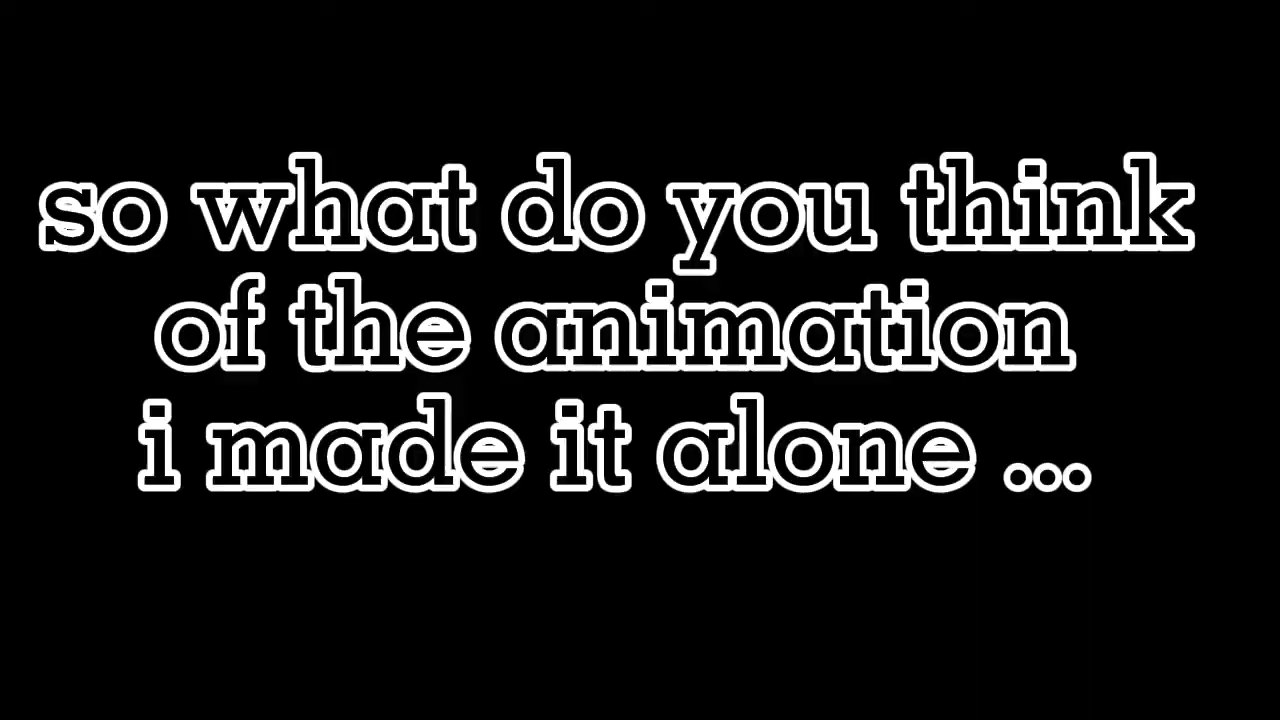 so what do you think
of the animation
i made it alone ...